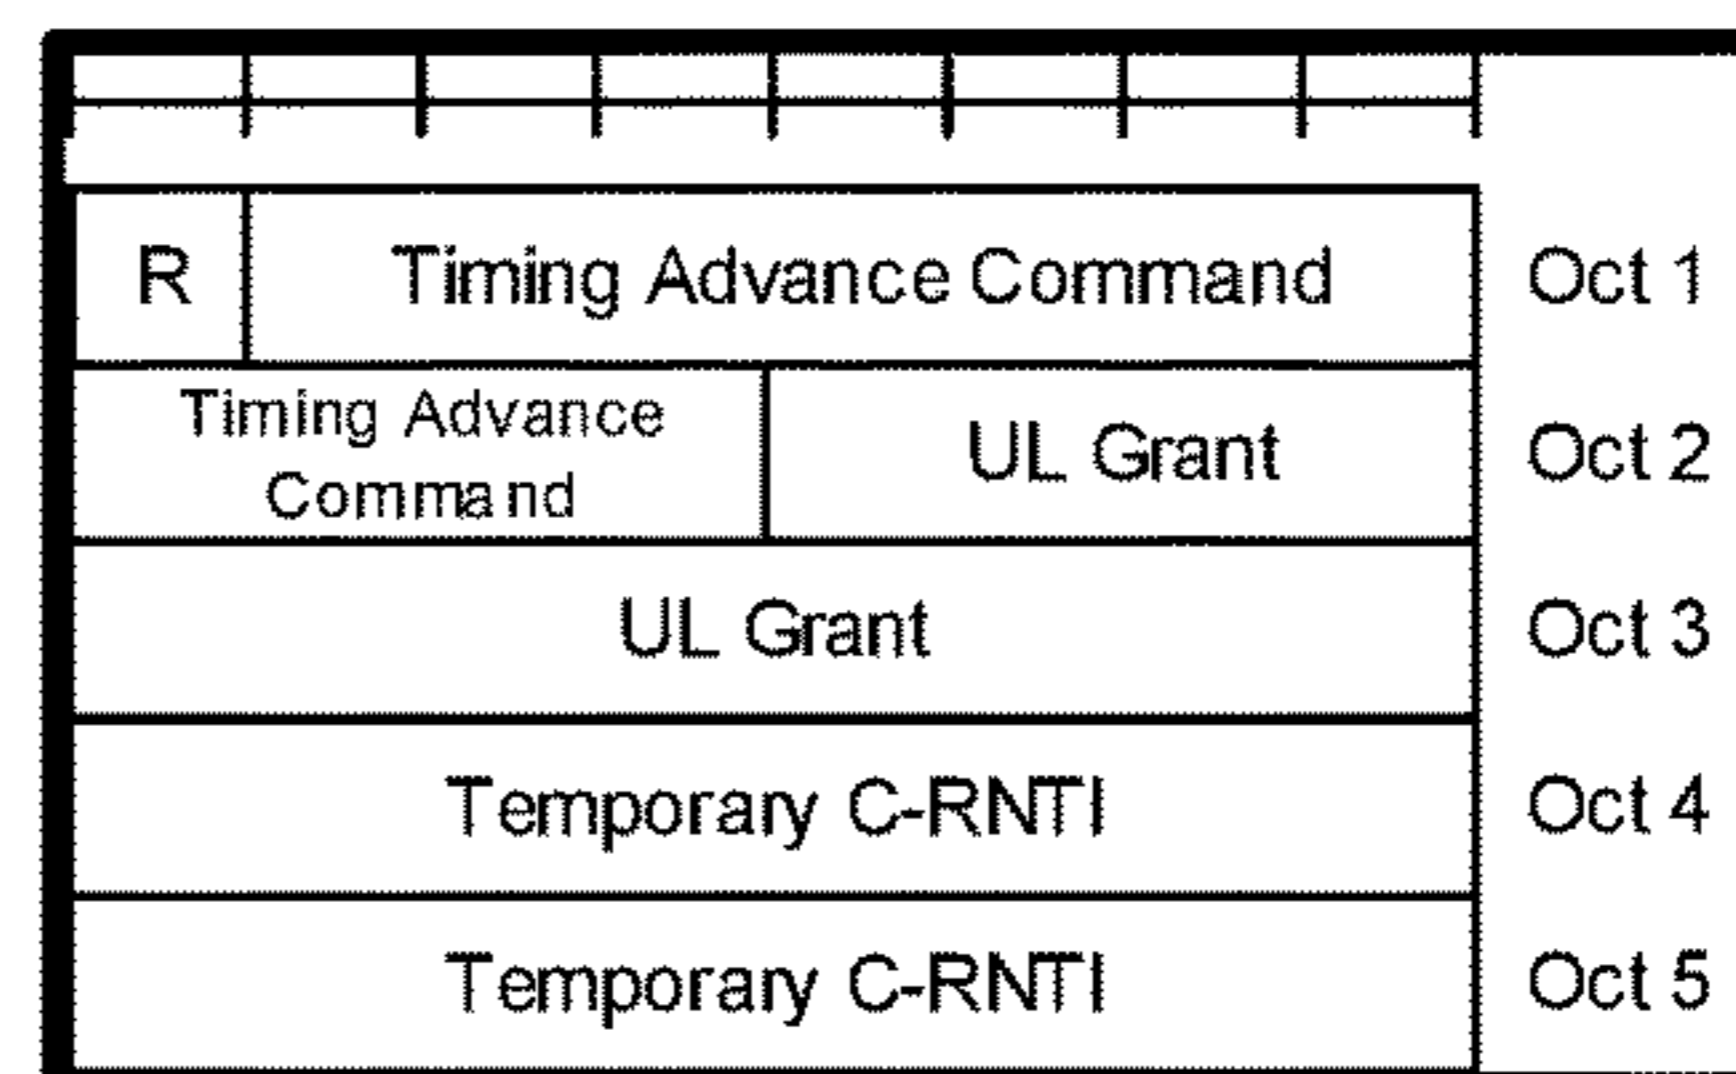 R Timing Advance Command Oct 1
Timing Advance
Command
UL Grant Oct 2
UL Grant Oct 3
Temporary C-RNTI Oct 4
Temporary C-RNTI Oct 5